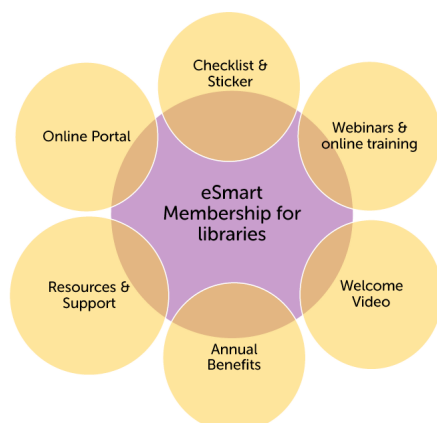 Checklist &
Sticker
Online Portal
Webinars &
online training
eSmart
Membership for
libraries
Resources &
Support
Welcome
Video
Annual
Benefits